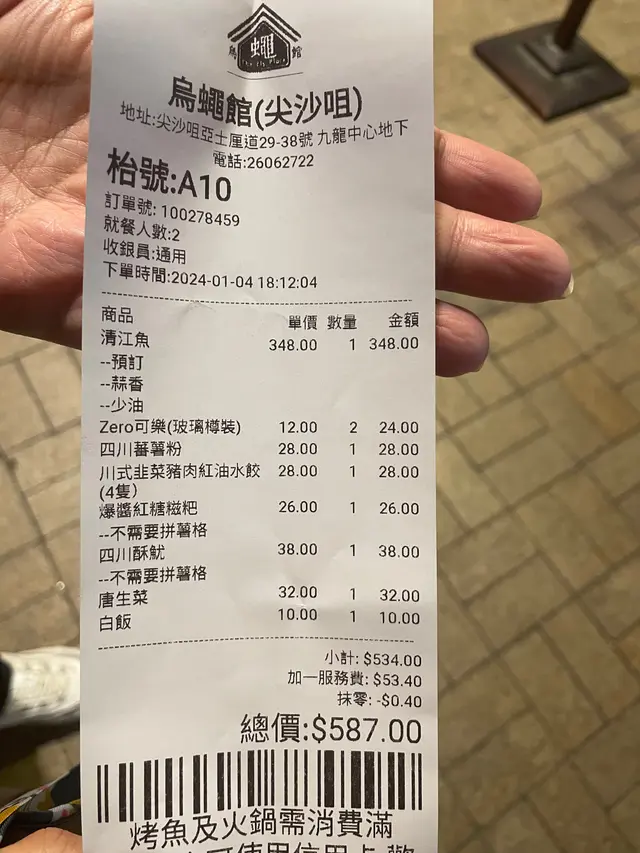 烏 蠅 館
烏蠅館(尖沙咀)
地址:尖沙咀亞士厘道29-38號 九龍中心地下
電話:26062722
枱號:A10
訂單號: 100278459
就餐人數:2
收銀員:通用
下單時間:2024-01-04 18:12:04
商品 單價 數量 金額
清江魚 348.00 1 348.00
--預訂
--蒜香
--少油
Zero可樂(玻璃樽裝) 12.00 2 24.00
四川蕃薯粉 28.00 1 28.00
川式韭菜豬肉紅油水餃 28.00 1 28.00
(4隻)
爆醬紅糖糍粑 26.00 1 26.00
--不需要拼薯格
四川酥魷 38.00 1 38.00
--不需要拼薯格
唐生菜 32.00 1 32.00
白飯 10.00 1 10.00
小計: $534.00
加一服務費: $53.40
抹零: -$0.40
總價:$587.00
烤魚及火鍋需消費滿